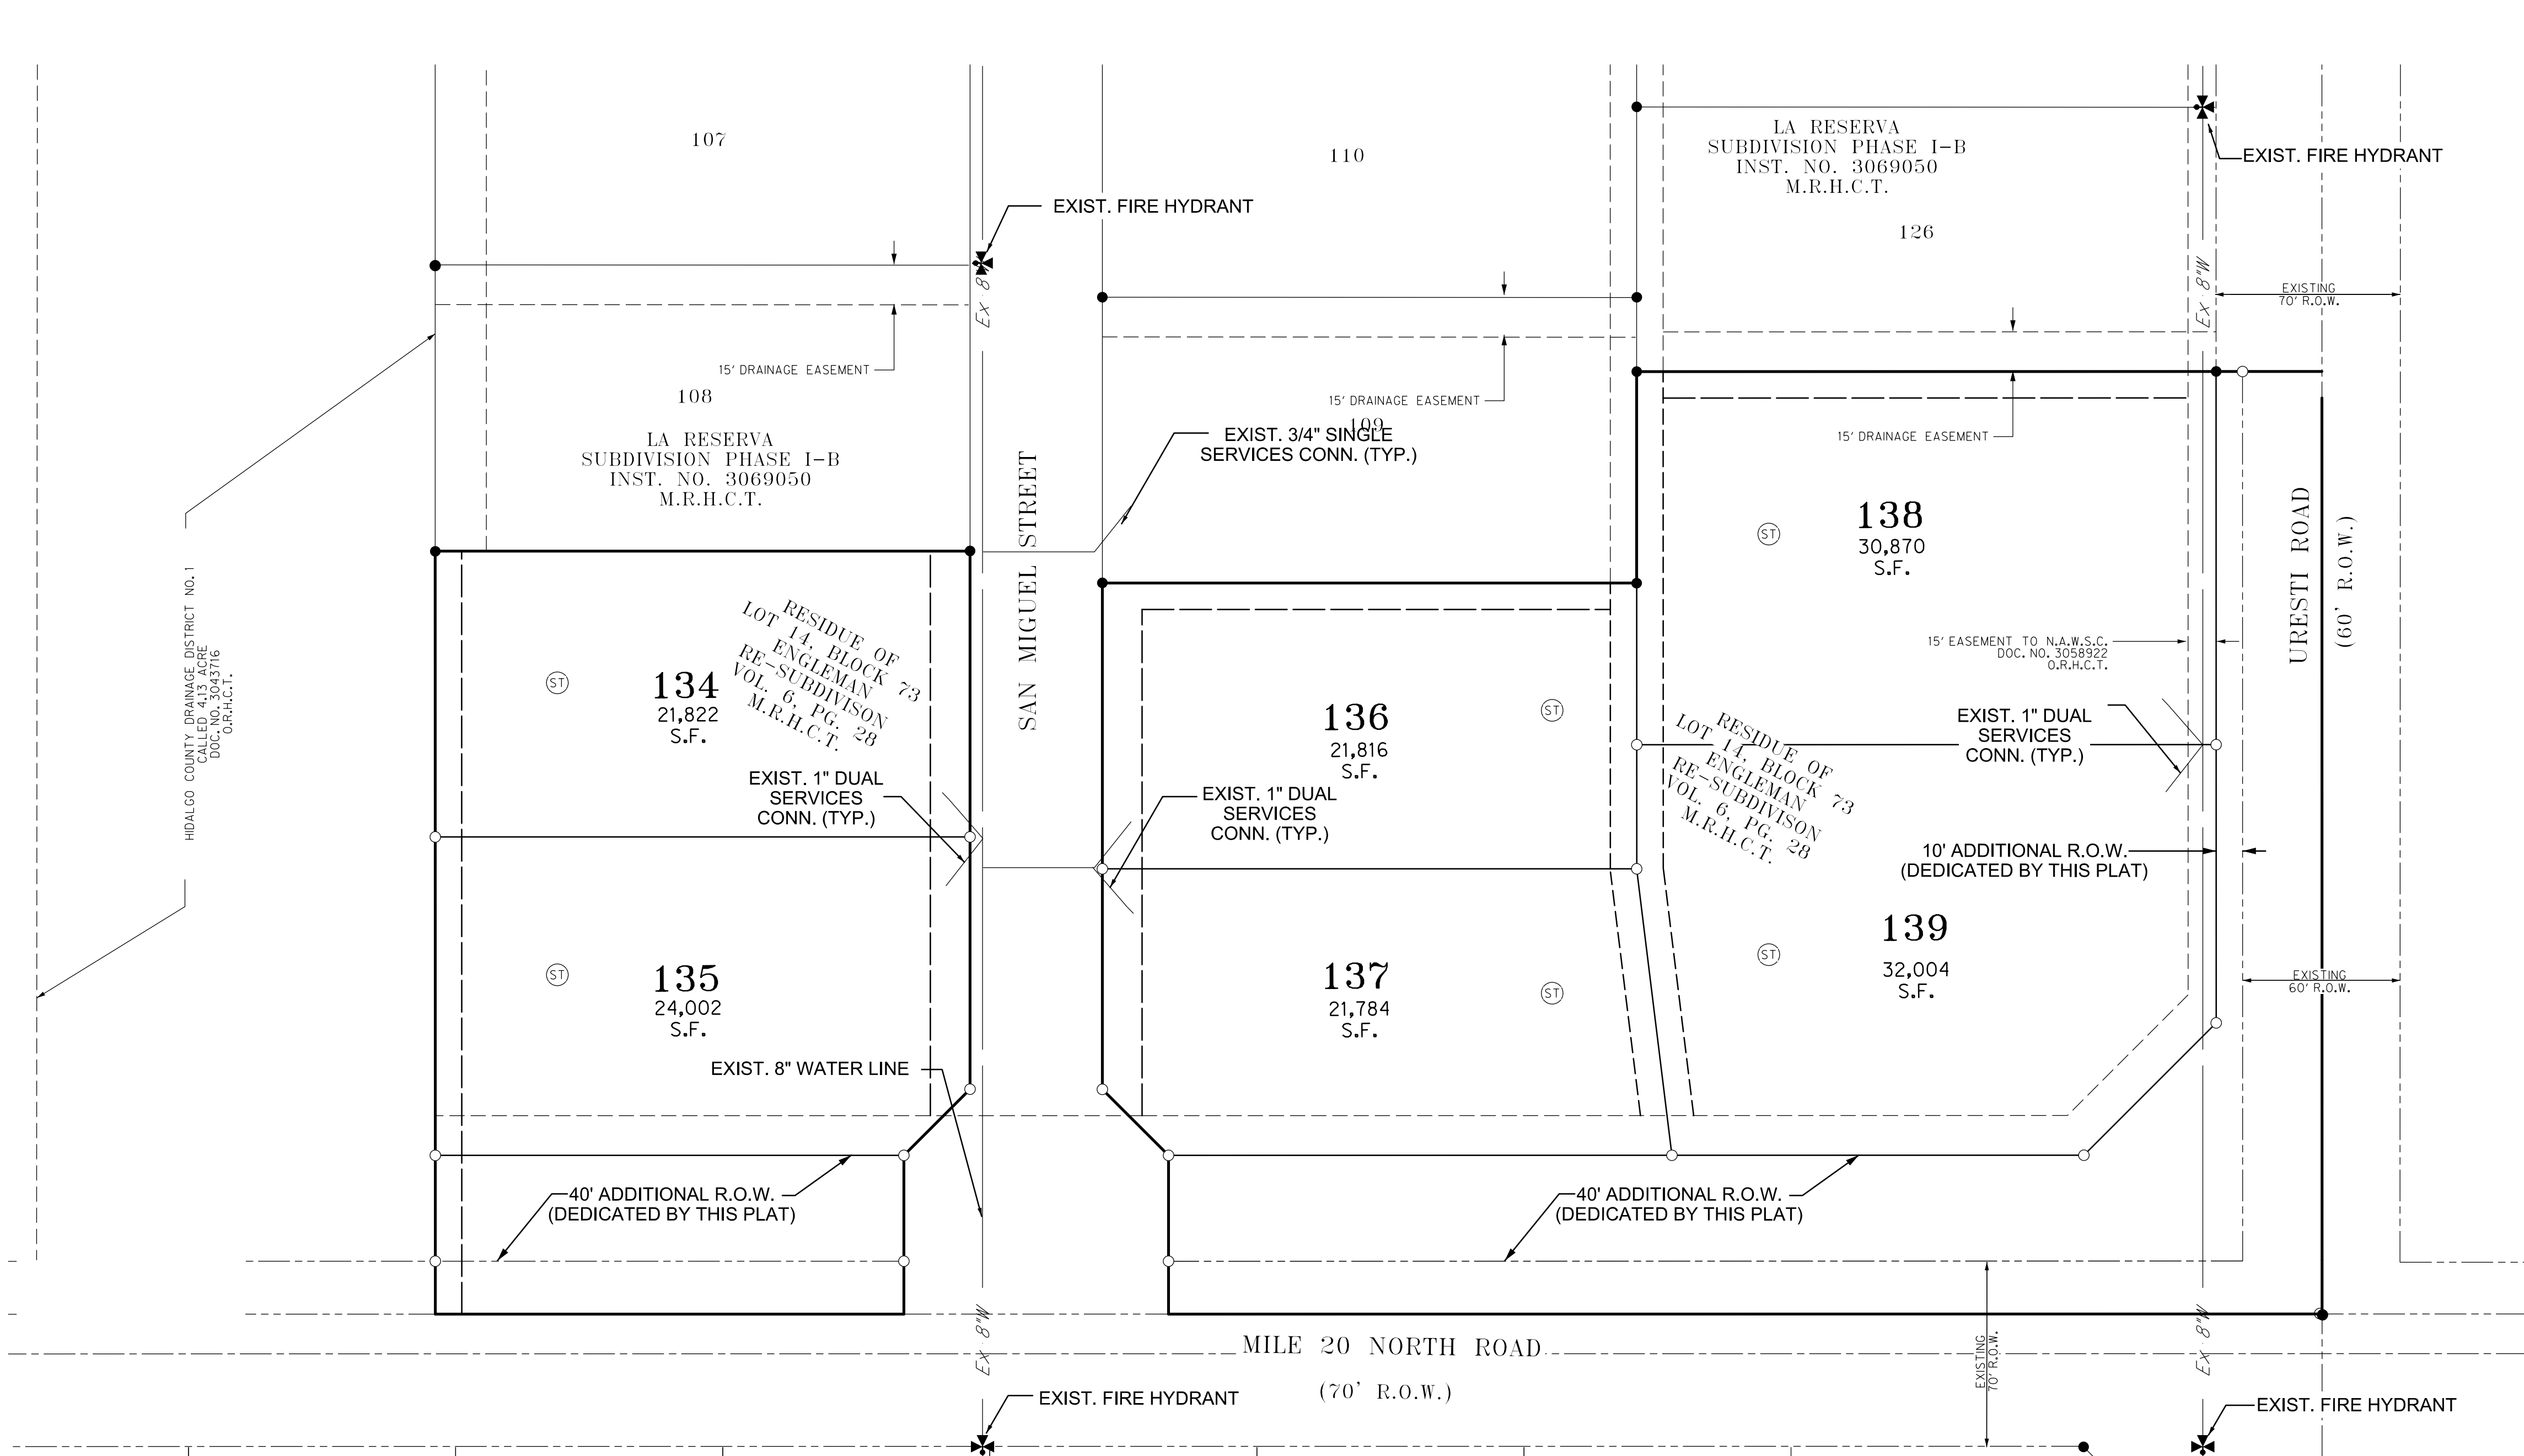 107
110
LA RESERVA
SUBDIVISION PHASE I-B
INST. NO. 3069050
M.R.H.C.T.
126
EXIST. FIRE HYDRANT
EXIST. FIRE HYDRANT
Ex 8"W
Ex 8"W
EXISTING
70' R.O.W.
15' DRAINAGE EASEMENT
108
LA RESERVA
SUBDIVISION PHASE I-B
INST. NO. 3069050
M.R.H.C.T.
15' DRAINAGE EASEMENT
109
EXIST. 3/4" SINGLE
SERVICES CONN. (TYP.)
15' DRAINAGE EASEMENT
HIDALGO COUNTY DRAINAGE DISTRICT NO. 1
CALLED 4.13 ACRE
DOC. NO. 3043716
O.R.H.C.T.
SAN MIGUEL STREET
138
30,870
S.F.
ST
URESTI ROAD
(60' R.O.W.)
15' EASEMENT TO N.A.W.S.C.
DOC. NO. 3058922
O.R.H.C.T.
ST
134
21,822
S.F.
RESIDUE OF
LOT 14, BLOCK 73
ENGLEMAN
RE-SUBDIVISON
VOL. 6, PG. 28
M.R.H.C.T.
136
21,816
S.F.
ST
RESIDUE OF
LOT 14, BLOCK 73
ENGLEMAN
RE-SUBDIVISON
VOL. 6, PG. 28
M.R.H.C.T.
EXIST. 1" DUAL
SERVICES
CONN. (TYP.)
EXIST. 1" DUAL
SERVICES
CONN. (TYP.)
EXIST. 1" DUAL
SERVICES
CONN. (TYP.)
10' ADDITIONAL R.O.W.
(DEDICATED BY THIS PLAT)
ST
135
24,002
S.F.
137
21,784
S.F.
ST
ST
139
32,004
S.F.
EXISTING
60' R.O.W.
EXIST. 8" WATER LINE
40' ADDITIONAL R.O.W.
(DEDICATED BY THIS PLAT)
40' ADDITIONAL R.O.W.
(DEDICATED BY THIS PLAT)
Ex 8"W
MILE 20 NORTH ROAD
(70' R.O.W.)
EXISTING
70' R.O.W.
Ex 8"W
EXIST. FIRE HYDRANT
EXIST. FIRE HYDRANT